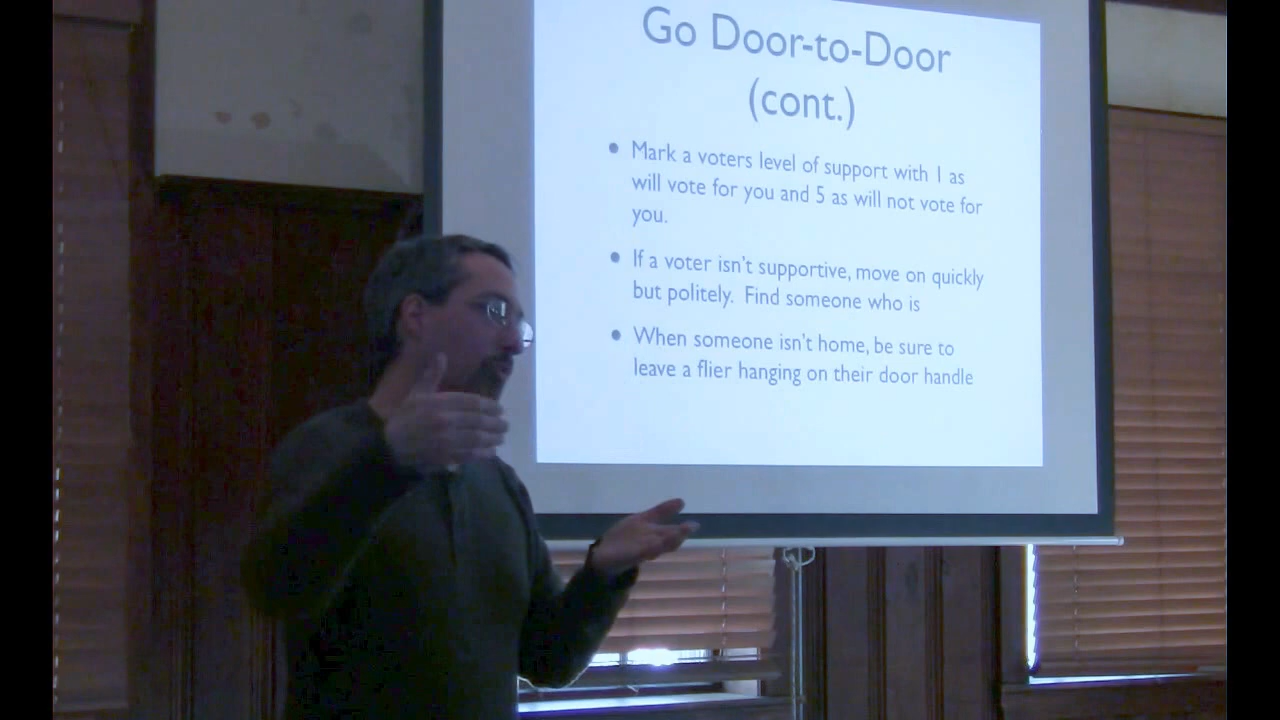 Go Door-to-Door
(cont.)
• Mark a voters level of support with 1 as
will vote for you and 5 as will not vote for
you.
• If a voter isn't supportive, move on quickly
but politely. Find someone who is
• When someone isn't home, be sure to
leave a flier hanging on their door handle